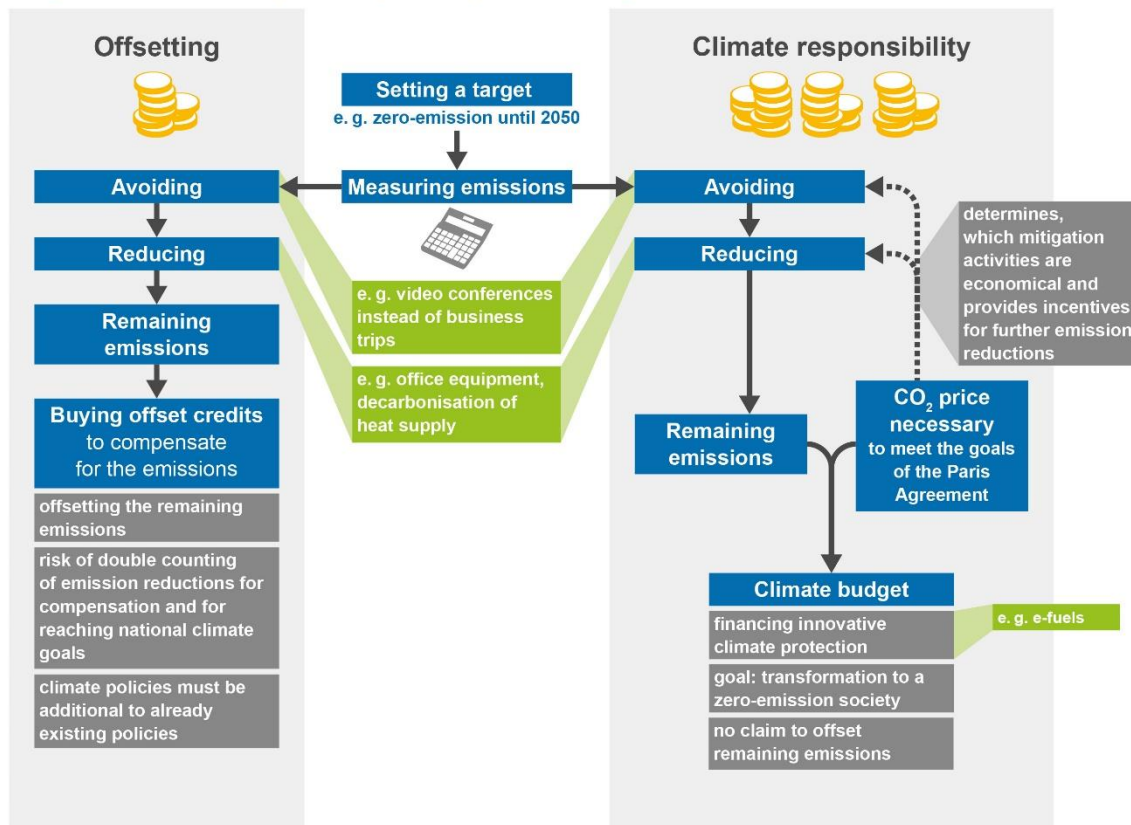 Offsetting
Climate responsibility
Setting a target
e. g. zero-emission until 2050
Measuring emissions
Avoiding
Reducing
Remaining
emissions
Buying offset credits
to compensate
for the emissions
offsetting the remaining
emissions
risk of double counting
of emission reductions for
compensation and for
reaching national climate
goals
climate policies must be
additional to already
existing policies
e. g. video conferences
instead of business
trips
e. g. office equipment,
decarbonisation of
heat supply
Avoiding
Reducing
determines,
which mitigation
activities are
economical and
provides incentives
for further emission
reductions
Remaining
emissions
CO₂ price
necessary
to meet the goals
of the Paris
Agreement
Climate budget
financing innovative
climate protection
e. g. e-fuels
goal: transformation to a
zero-emission society
no claim to offset
remaining emissions